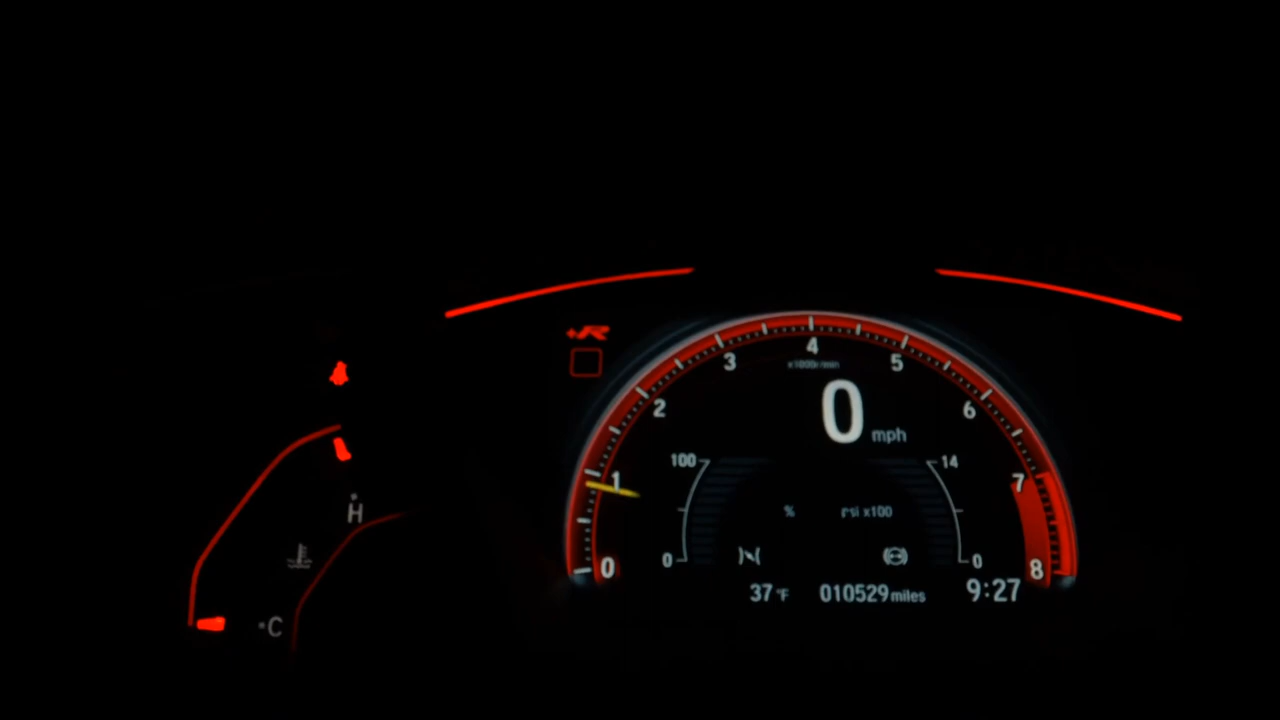 +R
4
3 5
x1000r/min
2 0 mph 6
100 14
1 7
% psi x100
H
0 0
0 8
37°F 010529 miles 9:27
C